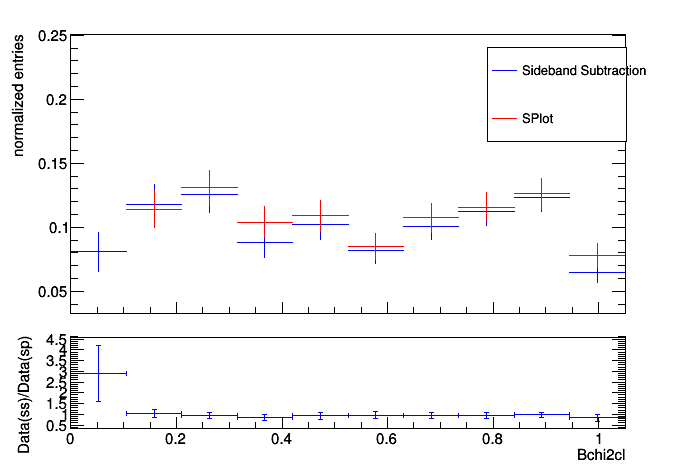 normalized entries
0.25
0.2
0.15
0.1
0.05
Sideband Subtraction
SPlot
Data(ss)/Data(sp)
4.5
4
3.5
3
2.5
2
1.5
1
0.5
0 0.2 0.4 0.6 0.8 1
Bchi2cl